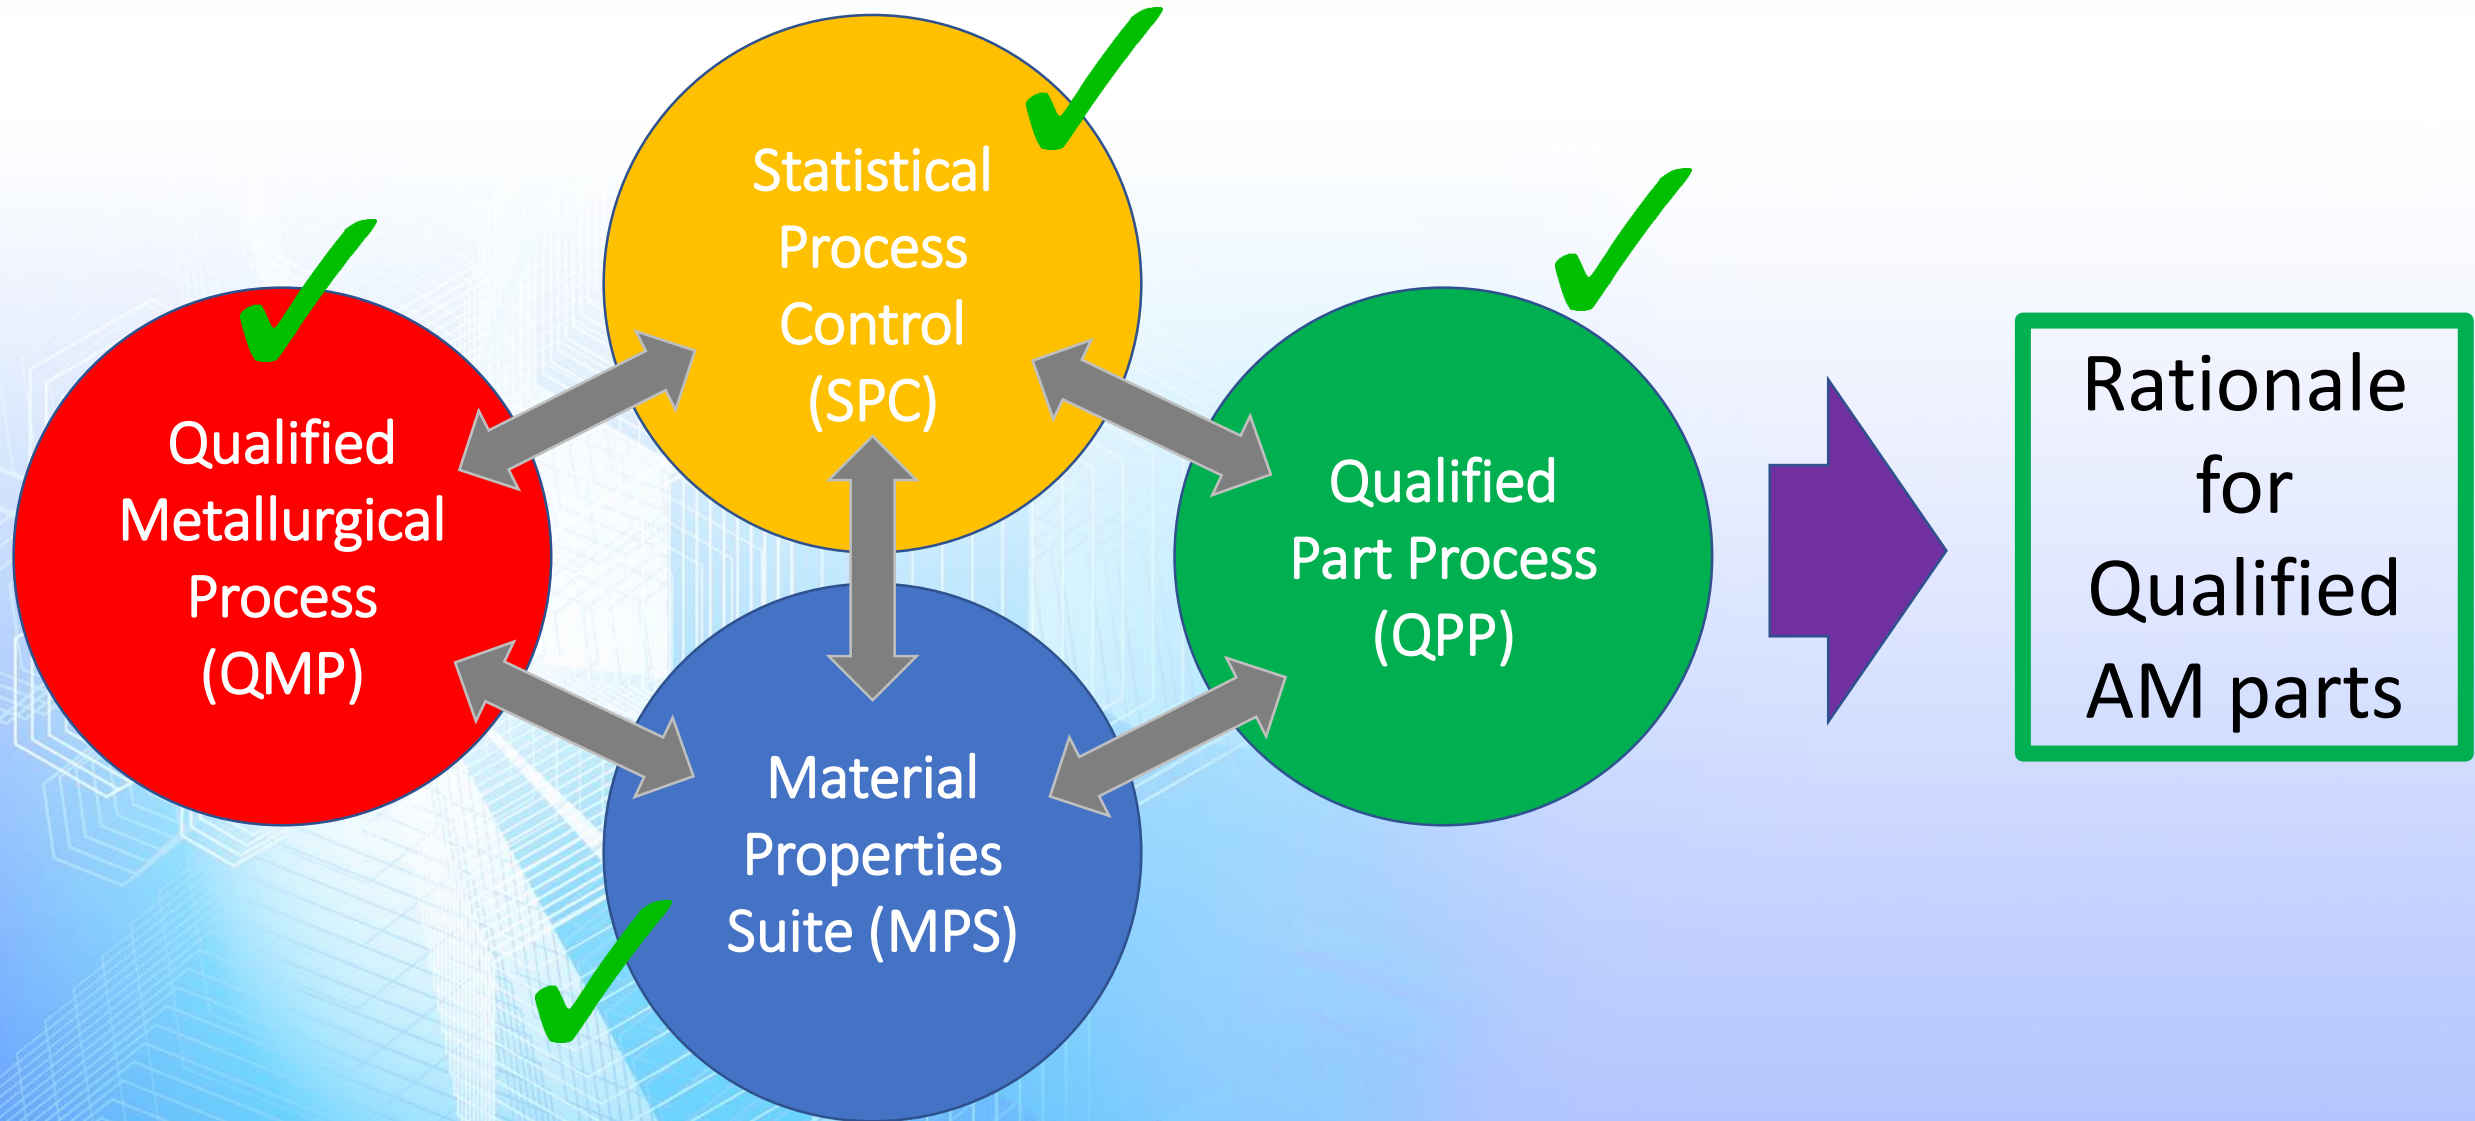 Statistical
Process
Control
(SPC)
Qualified
Metallurgical
Process
(QMP)
Qualified
Part Process
(QPP)
Material
Properties
Suite (MPS)
Rationale
for
Qualified
AM parts